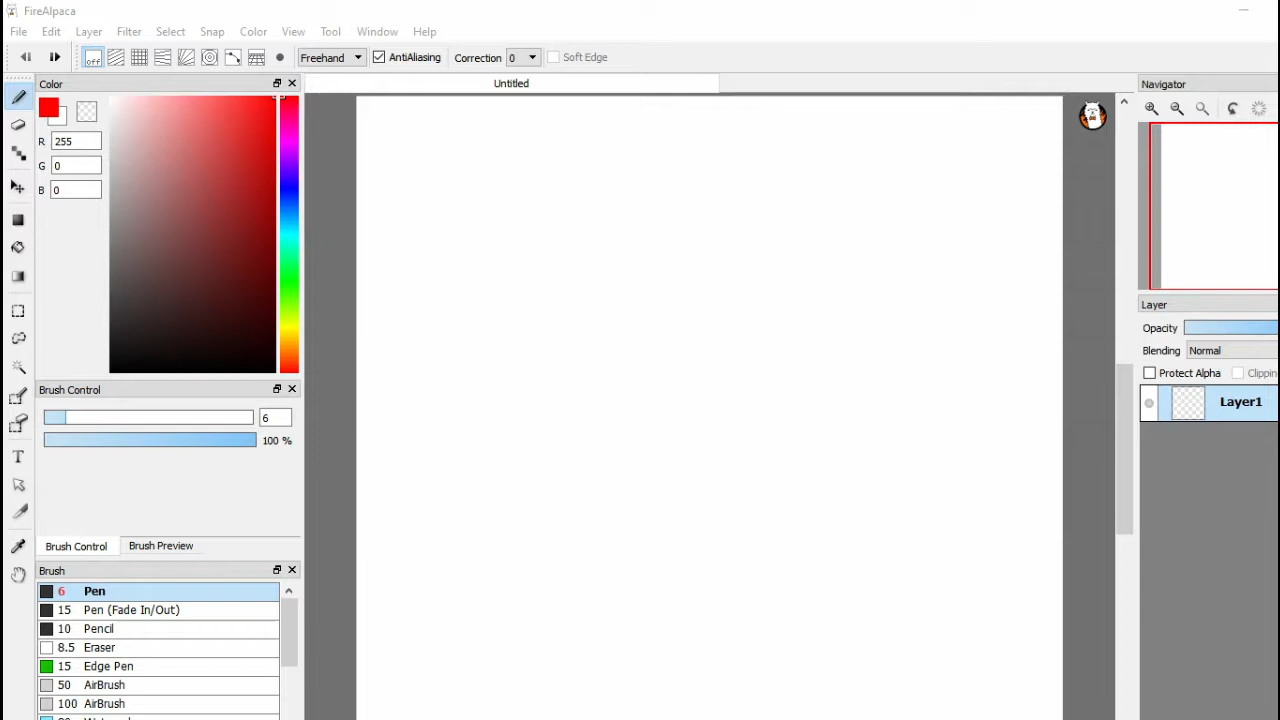 FireAlpaca
File Edit Layer Filter Select Snap Color View Tool Window Help
off Freehand AntiAliasing Correction 0 Soft Edge
Color
Untitled
Navigator
R 255
G 0
B 0
Layer
Opacity
Blending Normal
Protect Alpha Clippin
Layer1
Brush Control
6
100 %
Brush Control Brush Preview
Brush
6 Pen
15 Pen (Fade In/Out)
10 Pencil
8.5 Eraser
15 Edge Pen
50 AirBrush
100 AirBrush